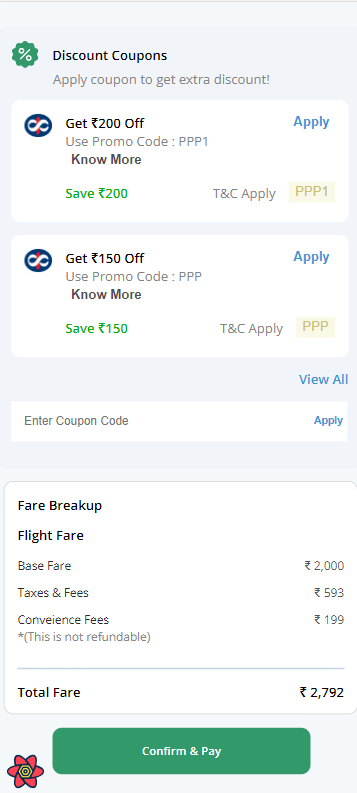 Discount Coupons
Apply coupon to get extra discount!
Get ₹200 Off Apply
Use Promo Code : PPP1
Know More
Save ₹200 T&C Apply PPP1
Get ₹150 Off Apply
Use Promo Code : PPP
Know More
Save ₹150 T&C Apply PPP
View All
Enter Coupon Code Apply
Fare Breakup
Flight Fare
Base Fare ₹ 2,000
Taxes & Fees ₹ 593
Conveience Fees ₹ 199
*(This is not refundable)
Total Fare ₹ 2,792
Confirm & Pay